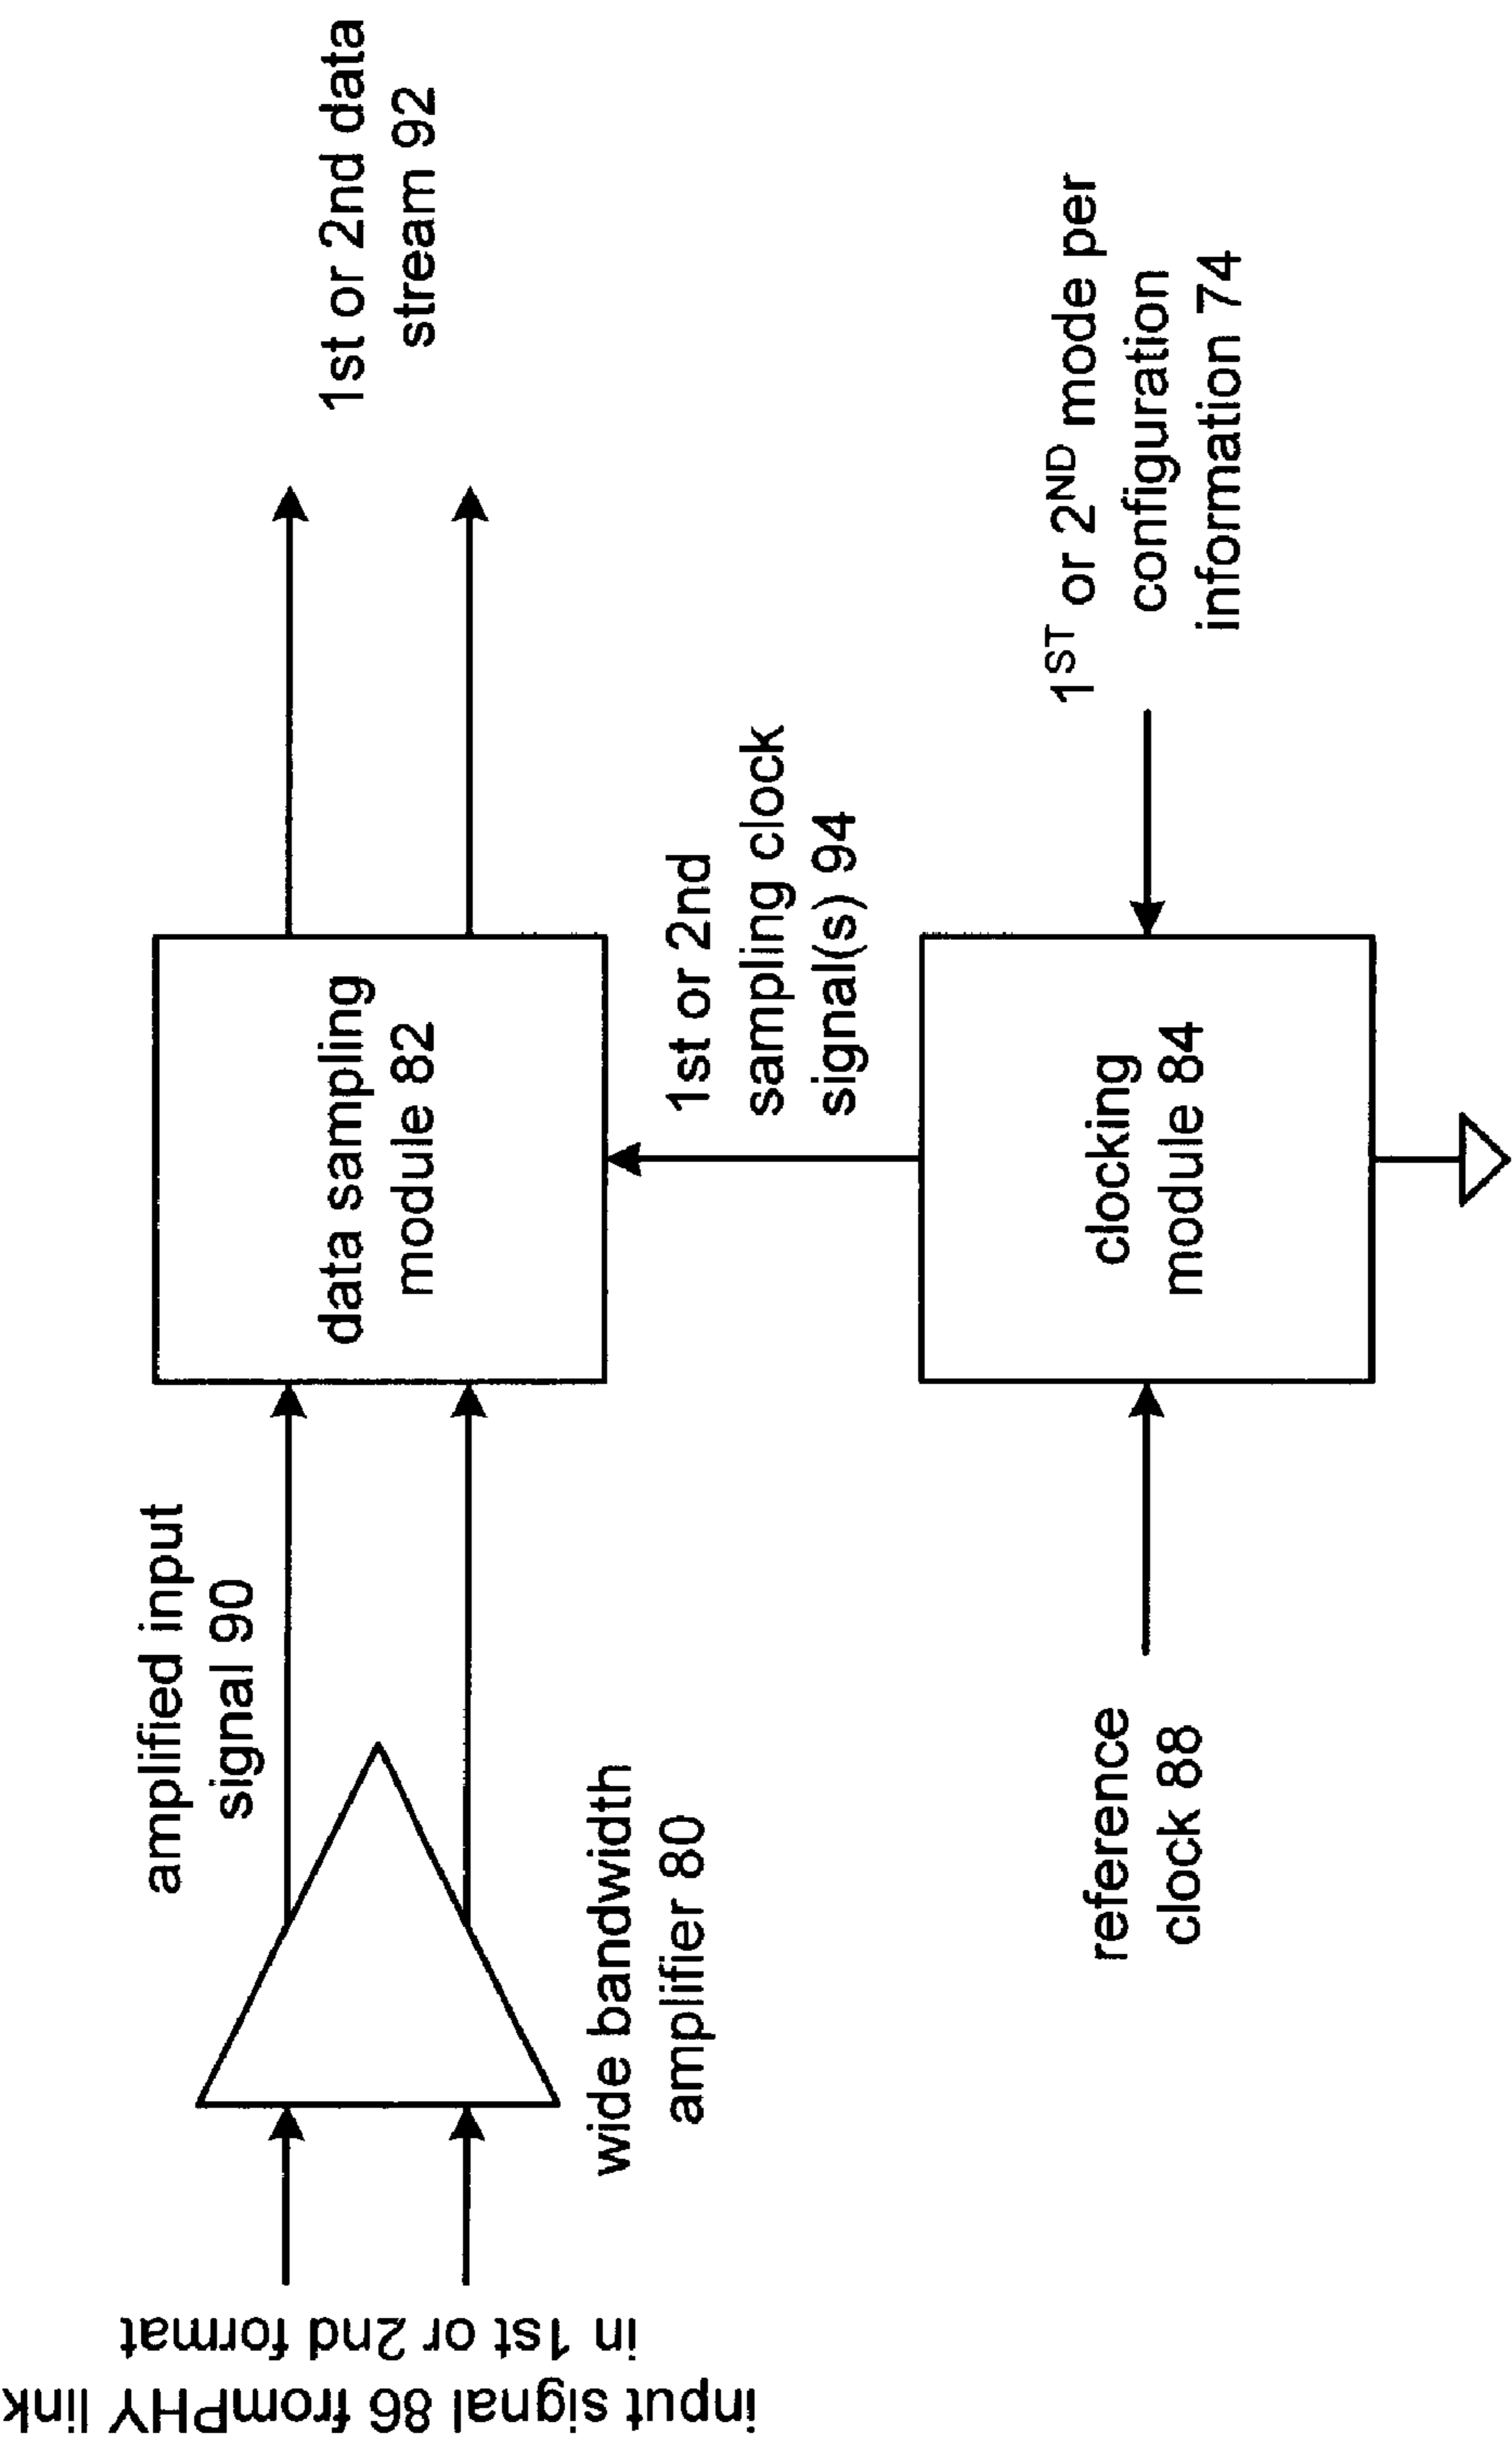 input signal 86 fromPHY link
in 1st or 2nd format
amplified input
signal 90
wide bandwidth
amplifier 80
data sampling
module 82
1st or 2nd data
stream 92
1st or 2nd
sampling clock
signal(s) 94
reference
clock 88
clocking
module 84
1ST or 2ND mode per
configuration
information 74